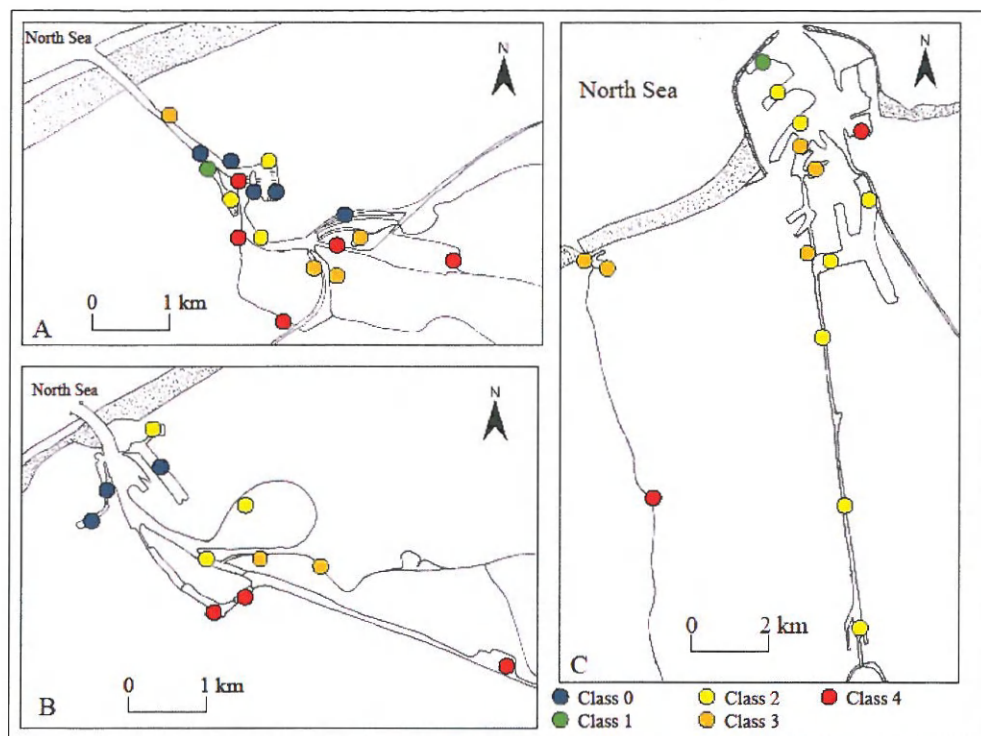 North Sea
N
0 1 km
A
North Sea
N
0 1 km
B
North Sea
N
0 2 km
C
Class 0 Class 2 Class 4
Class 1 Class 3